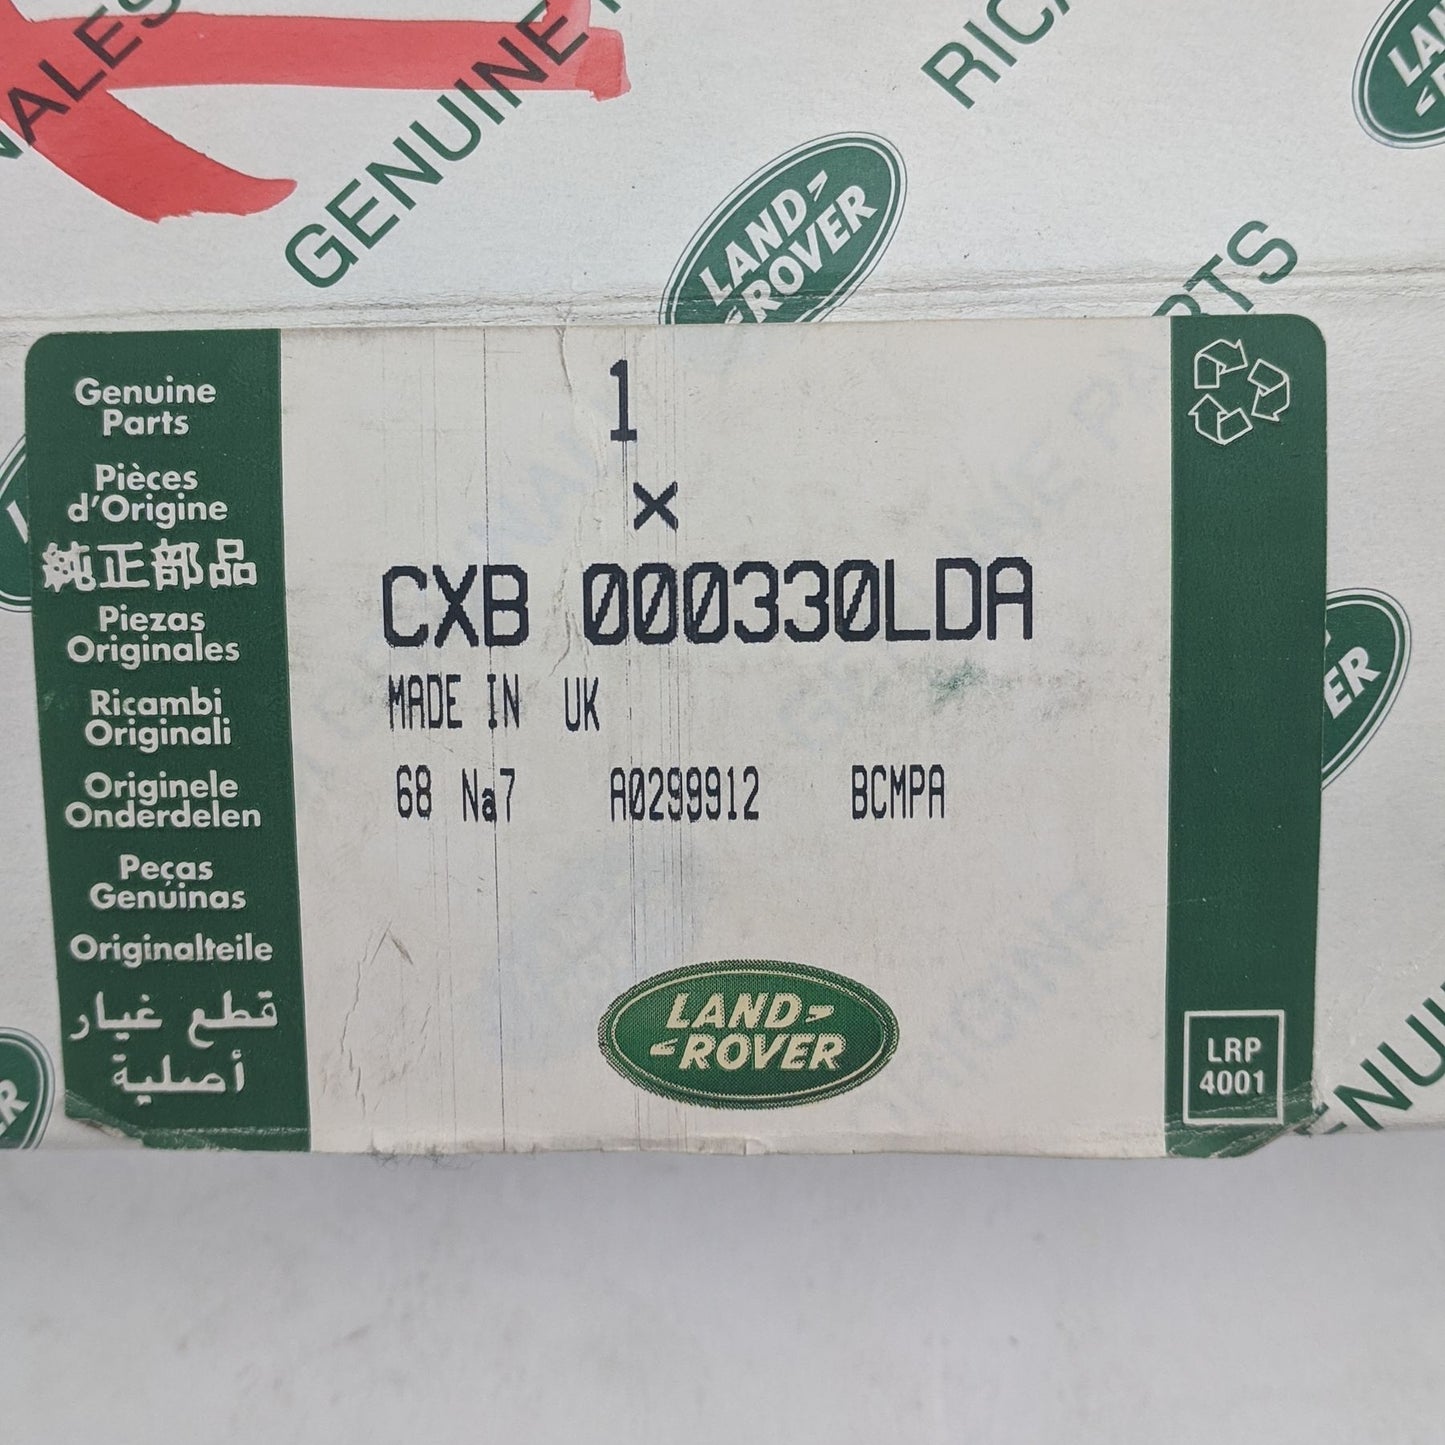 GENUINE
LAND
ROVER
Genuine
Parts
Pièces
d'Origine
純正部品
Piezas
Originales
Ricambi
Originali
Originele
Onderdelen
Peças
Genuinas
Originalteile
قطع غيار
أصلية
1
×
CXB 000330LDA
MADE IN UK
68 Na7 A0299912 BCMPA
LAND
ROVER
LRP
4001